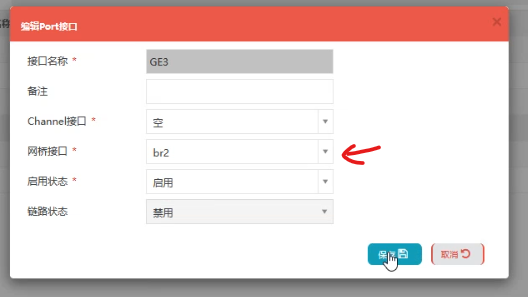 编辑Port接口
接口名称 * GE3
备注
Channel接口 * 空
网桥接口 * br2
启用状态 * 启用
链路状态 禁用
保存 取消